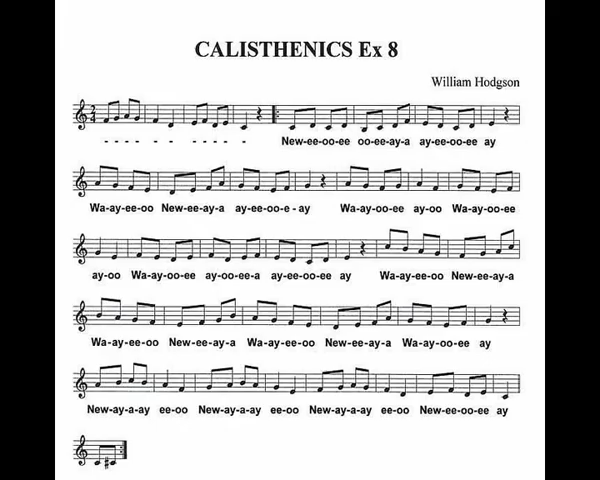 CALISTHENICS Ex 8
William Hodgson
2 4
- - - - - - - - - New-ee-oo-ee oo-ee-ay-a ay-ee-oo-ee ay
Wa-ay-ee-oo New-ee-ay-a ay-ee-oo-e - ay Wa-ay-oo-ee ay-oo Wa-ay-oo-ee
ay-oo Wa-ay-oo-ee ay-oo-ee-a ay-ee-oo-ee ay Wa-ay-ee-oo New-ee-ay-a
Wa-ay-ee-oo New-ee-ay-a Wa-ay-ee-oo New-ee-ay-a Wa-ay-oo-ee ay
New-ay-a-ay ee-oo New-ay-a-ay ee-oo New-ay-a-ay ee-oo New-ee-oo-ee ay